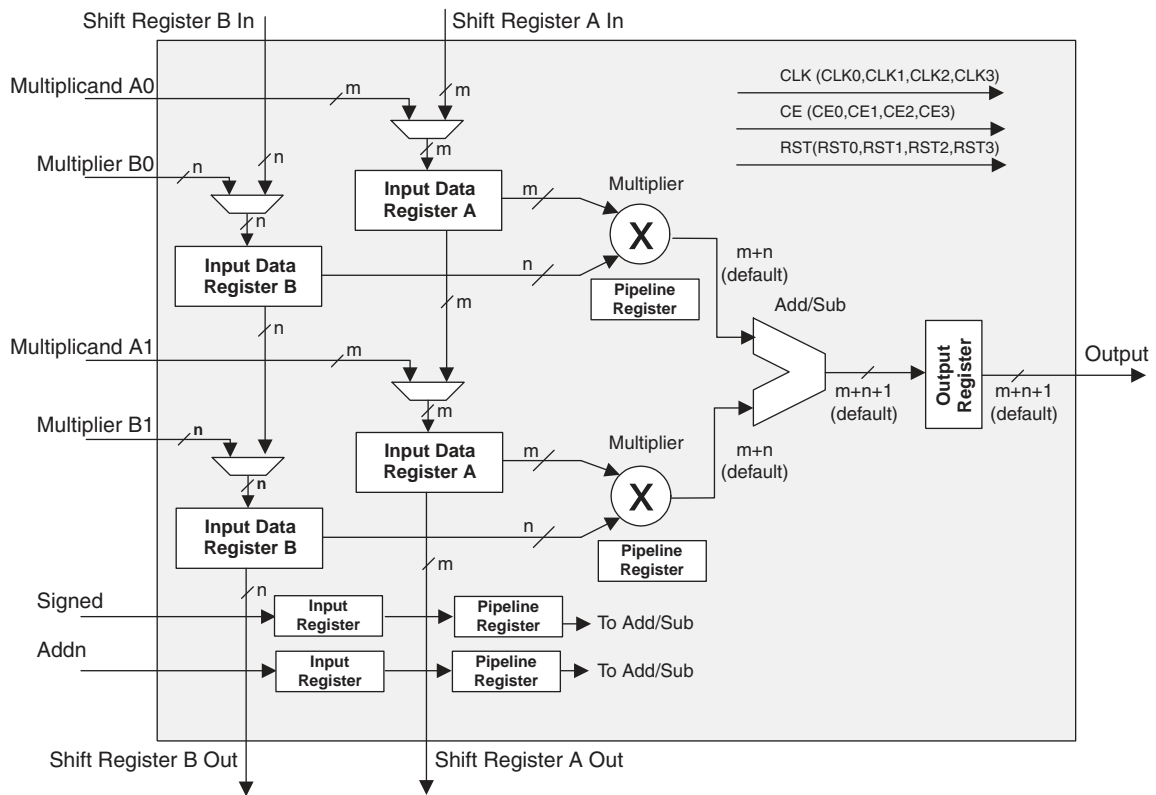 Shift Register B In
Shift Register A In
Multiplicand A0
m
m
CLK (CLK0,CLK1,CLK2,CLK3)
CE (CE0,CE1,CE2,CE3)
RST(RST0,RST1,RST2,RST3)
Multiplier B0
n
n
m
Input Data
Register A
m
Multiplier
X
n
Input Data
Register B
n
m+n
(default)
Pipeline
Register
m
n
Add/Sub
Multiplicand A1
m
Output
Register
Output
m+n+1
(default)
m+n+1
(default)
m
Multiplier B1
n
Input Data
Register A
m
Multiplier
X
m+n
(default)
n
Input Data
Register B
n
Pipeline
Register
m
n
Signed
Input
Register
Pipeline
Register
To Add/Sub
Addn
Input
Register
Pipeline
Register
To Add/Sub
Shift Register B Out
Shift Register A Out